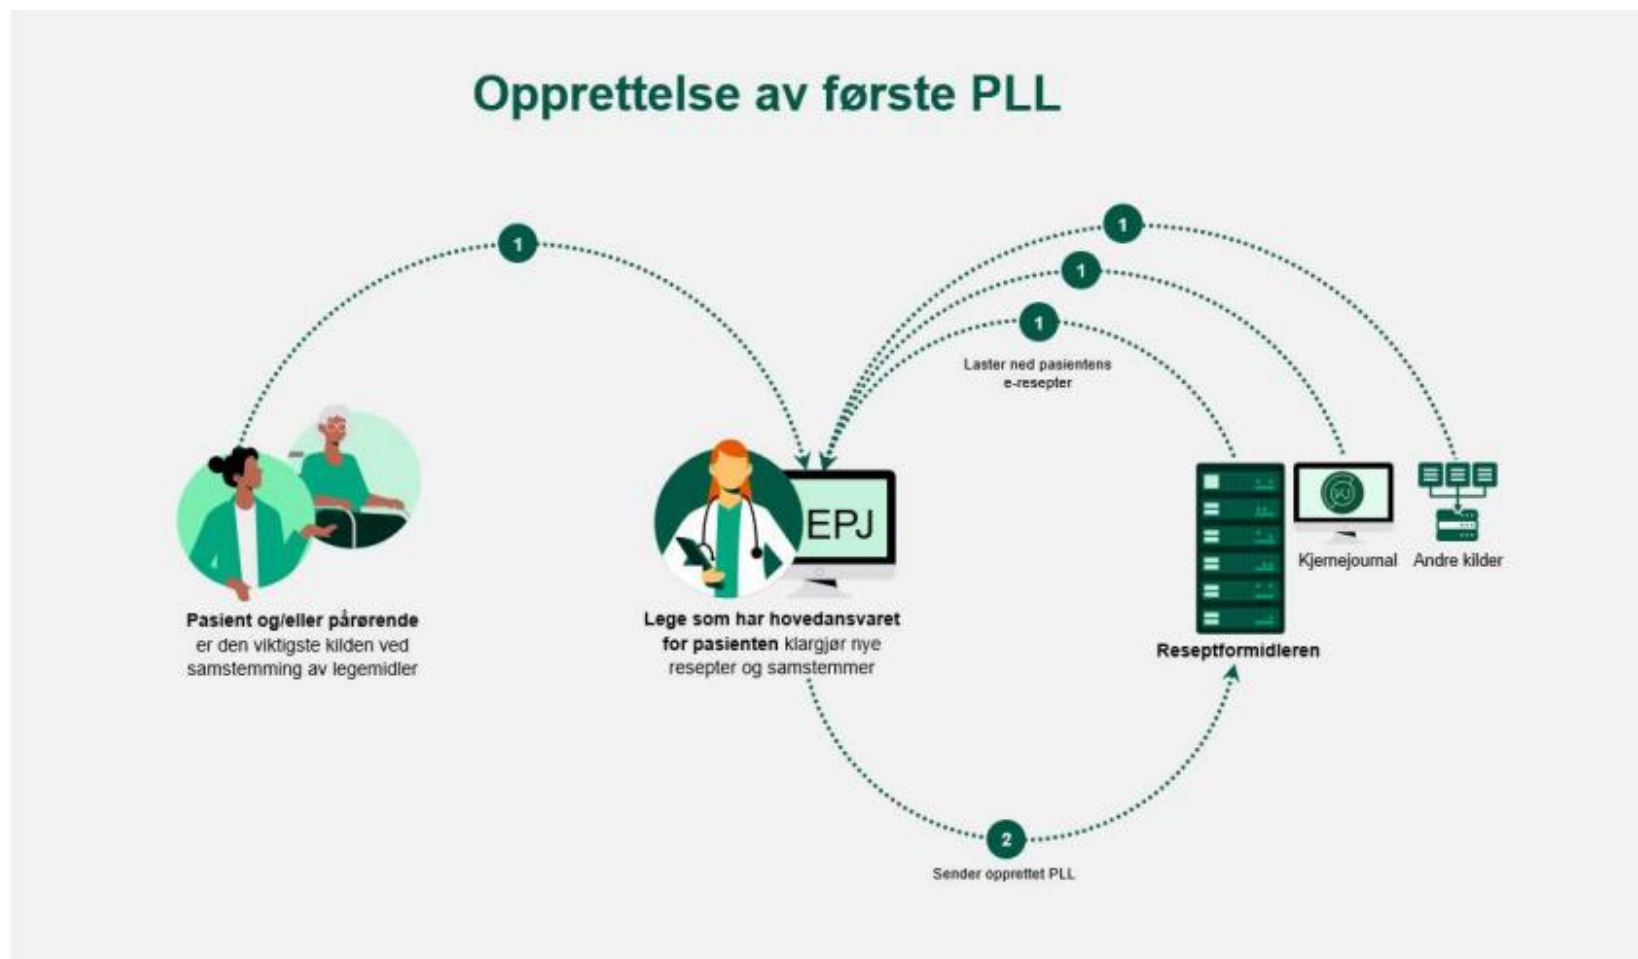 Opprettelse av første PLL
1
1
1
1
Laster ned pasientens
e-resepter
EPJ
Kjernejournal
Andre kilder
Pasient og/eller pårørende
er den viktigste kilden ved
samstemming av legemidler
Lege som har hovedansvaret
for pasienten klargjør nye
resepter og samstemmer
Reseptformidleren
2
Sender opprettet PLL